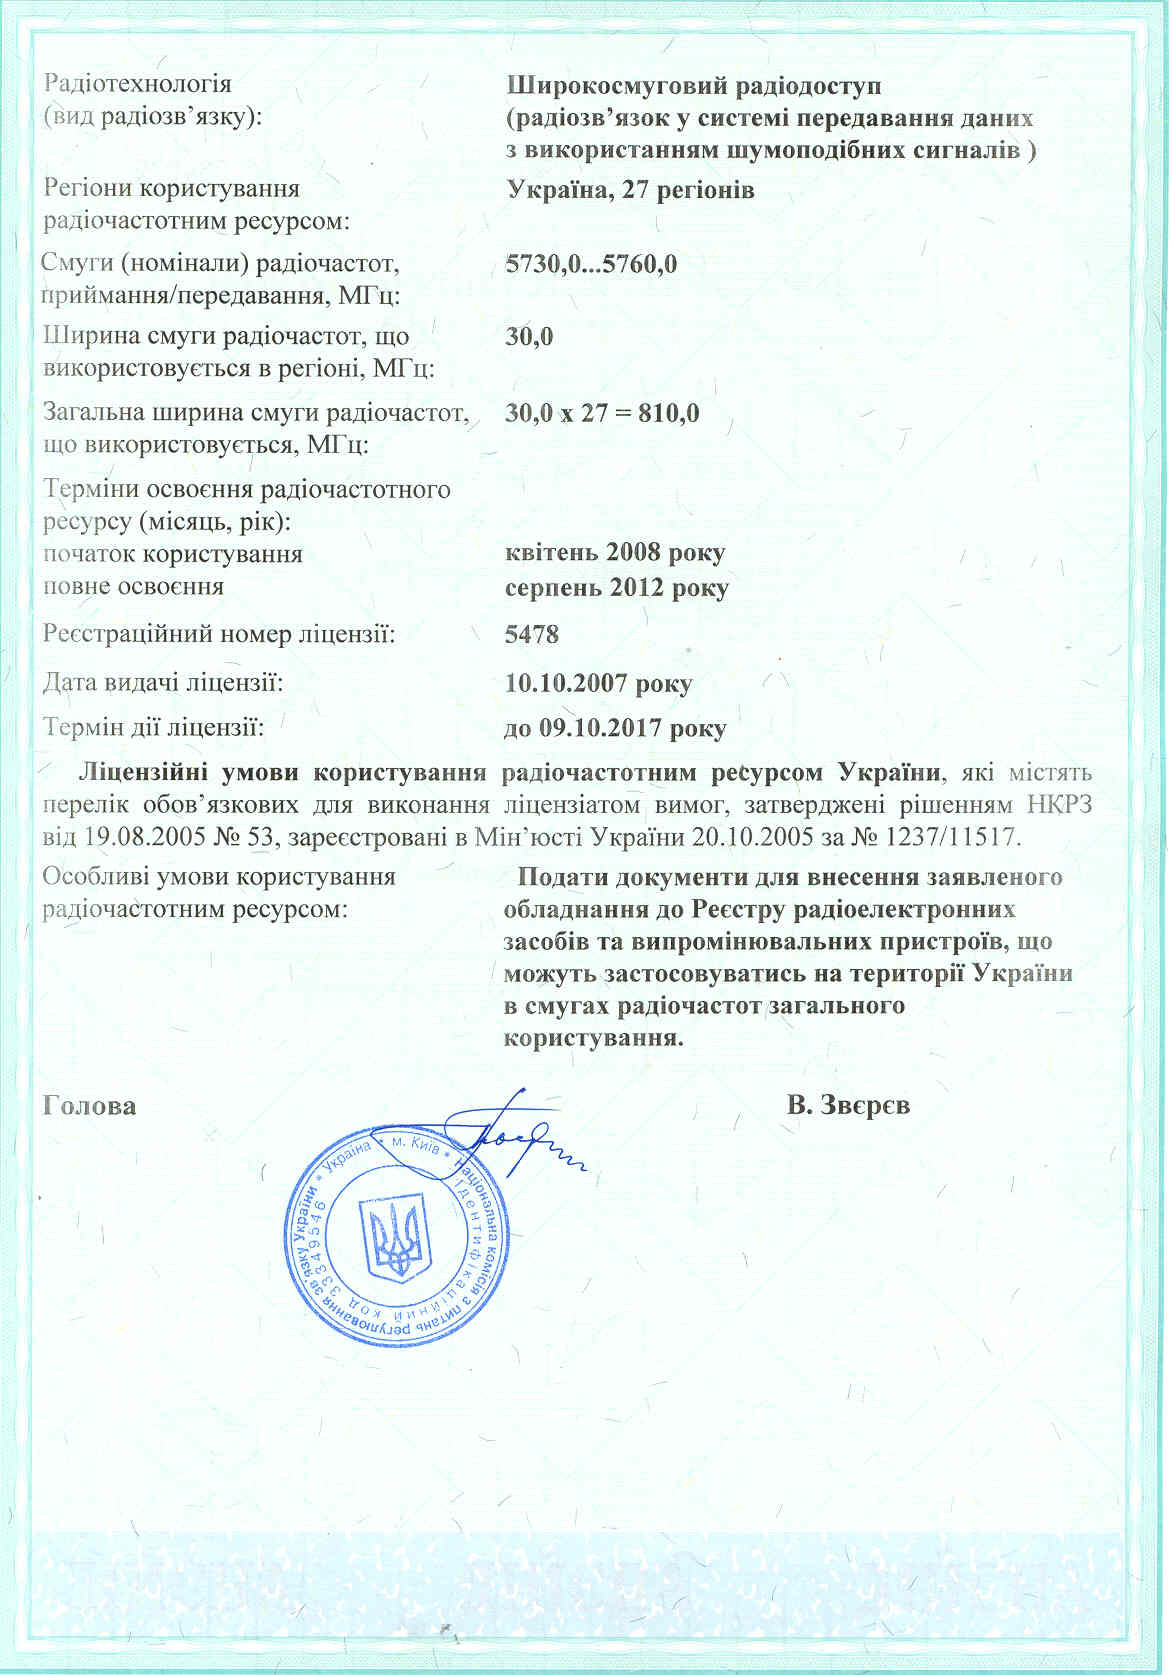 Радіотехнологія
(вид радіозв’язку):
Широкосмуговий радіодоступ
(радіозв’язок у системі передавання даних
з використанням шумоподібних сигналів )
Регіони користування
радіочастотним ресурсом:
Україна, 27 регіонів
Смуги (номінали) радіочастот,
приймання/передавання, МГц:
5730,0...5760,0
Ширина смуги радіочастот, що
використовується в регіоні, МГц:
30,0
Загальна ширина смуги радіочастот,
що використовується, МГц:
30,0 х 27 = 810,0
Терміни освоєння радіочастотного
ресурсу (місяць, рік):
початок користування
квітень 2008 року
повне освоєння
серпень 2012 року
Реєстраційний номер ліцензії:
5478
Дата видачі ліцензії:
10.10.2007 року
Термін дії ліцензії:
до 09.10.2017 року
Ліцензійні умови користування радіочастотним ресурсом України, які містять
перелік обов’язкових для виконання ліцензіатом вимог, затверджені рішенням НКРЗ
від 19.08.2005 № 53, зареєстровані в Мін’юсті України 20.10.2005 за № 1237/11517.
Особливі умови користування
радіочастотним ресурсом:
Подати документи для внесення заявленого
обладнання до Реєстру радіоелектронних
засобів та випромінювальних пристроїв, що
можуть застосовуватись на території України
в смугах радіочастот загального
користування.
Голова
В. Звєрєв
Україна * м. Київ * Національна комісія з питань регулювання зв’язку України *
Ідентифікаційний код 33349546